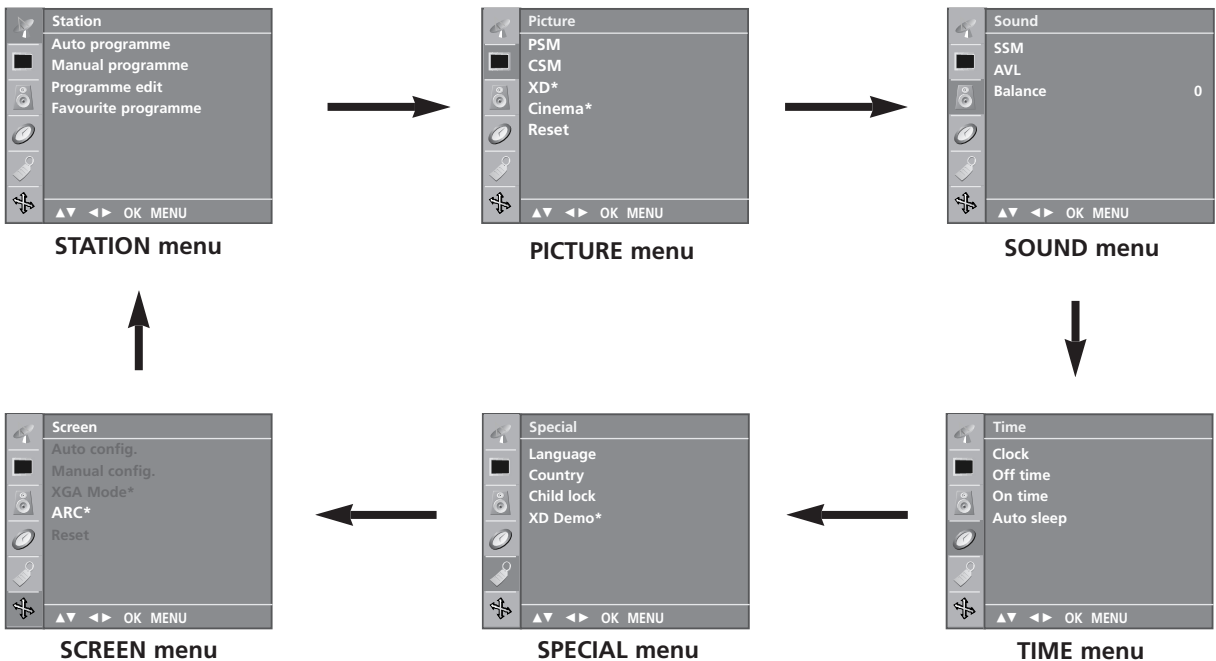 Station
Auto programme
Manual programme
Programme edit
Favourite programme
▲▼ ◄► OK MENU
STATION menu
Picture
PSM
CSM
XD*
Cinema*
Reset
▲▼ ◄► OK MENU
PICTURE menu
Sound
SSM
AVL
Balance 0
▲▼ ◄► OK MENU
SOUND menu
Screen
Auto config.
Manual config.
XGA Mode*
ARC*
Reset
▲▼ ◄► OK MENU
SCREEN menu
Special
Language
Country
Child lock
XD Demo*
▲▼ ◄► OK MENU
SPECIAL menu
Time
Clock
Off time
On time
Auto sleep
▲▼ ◄► OK MENU
TIME menu